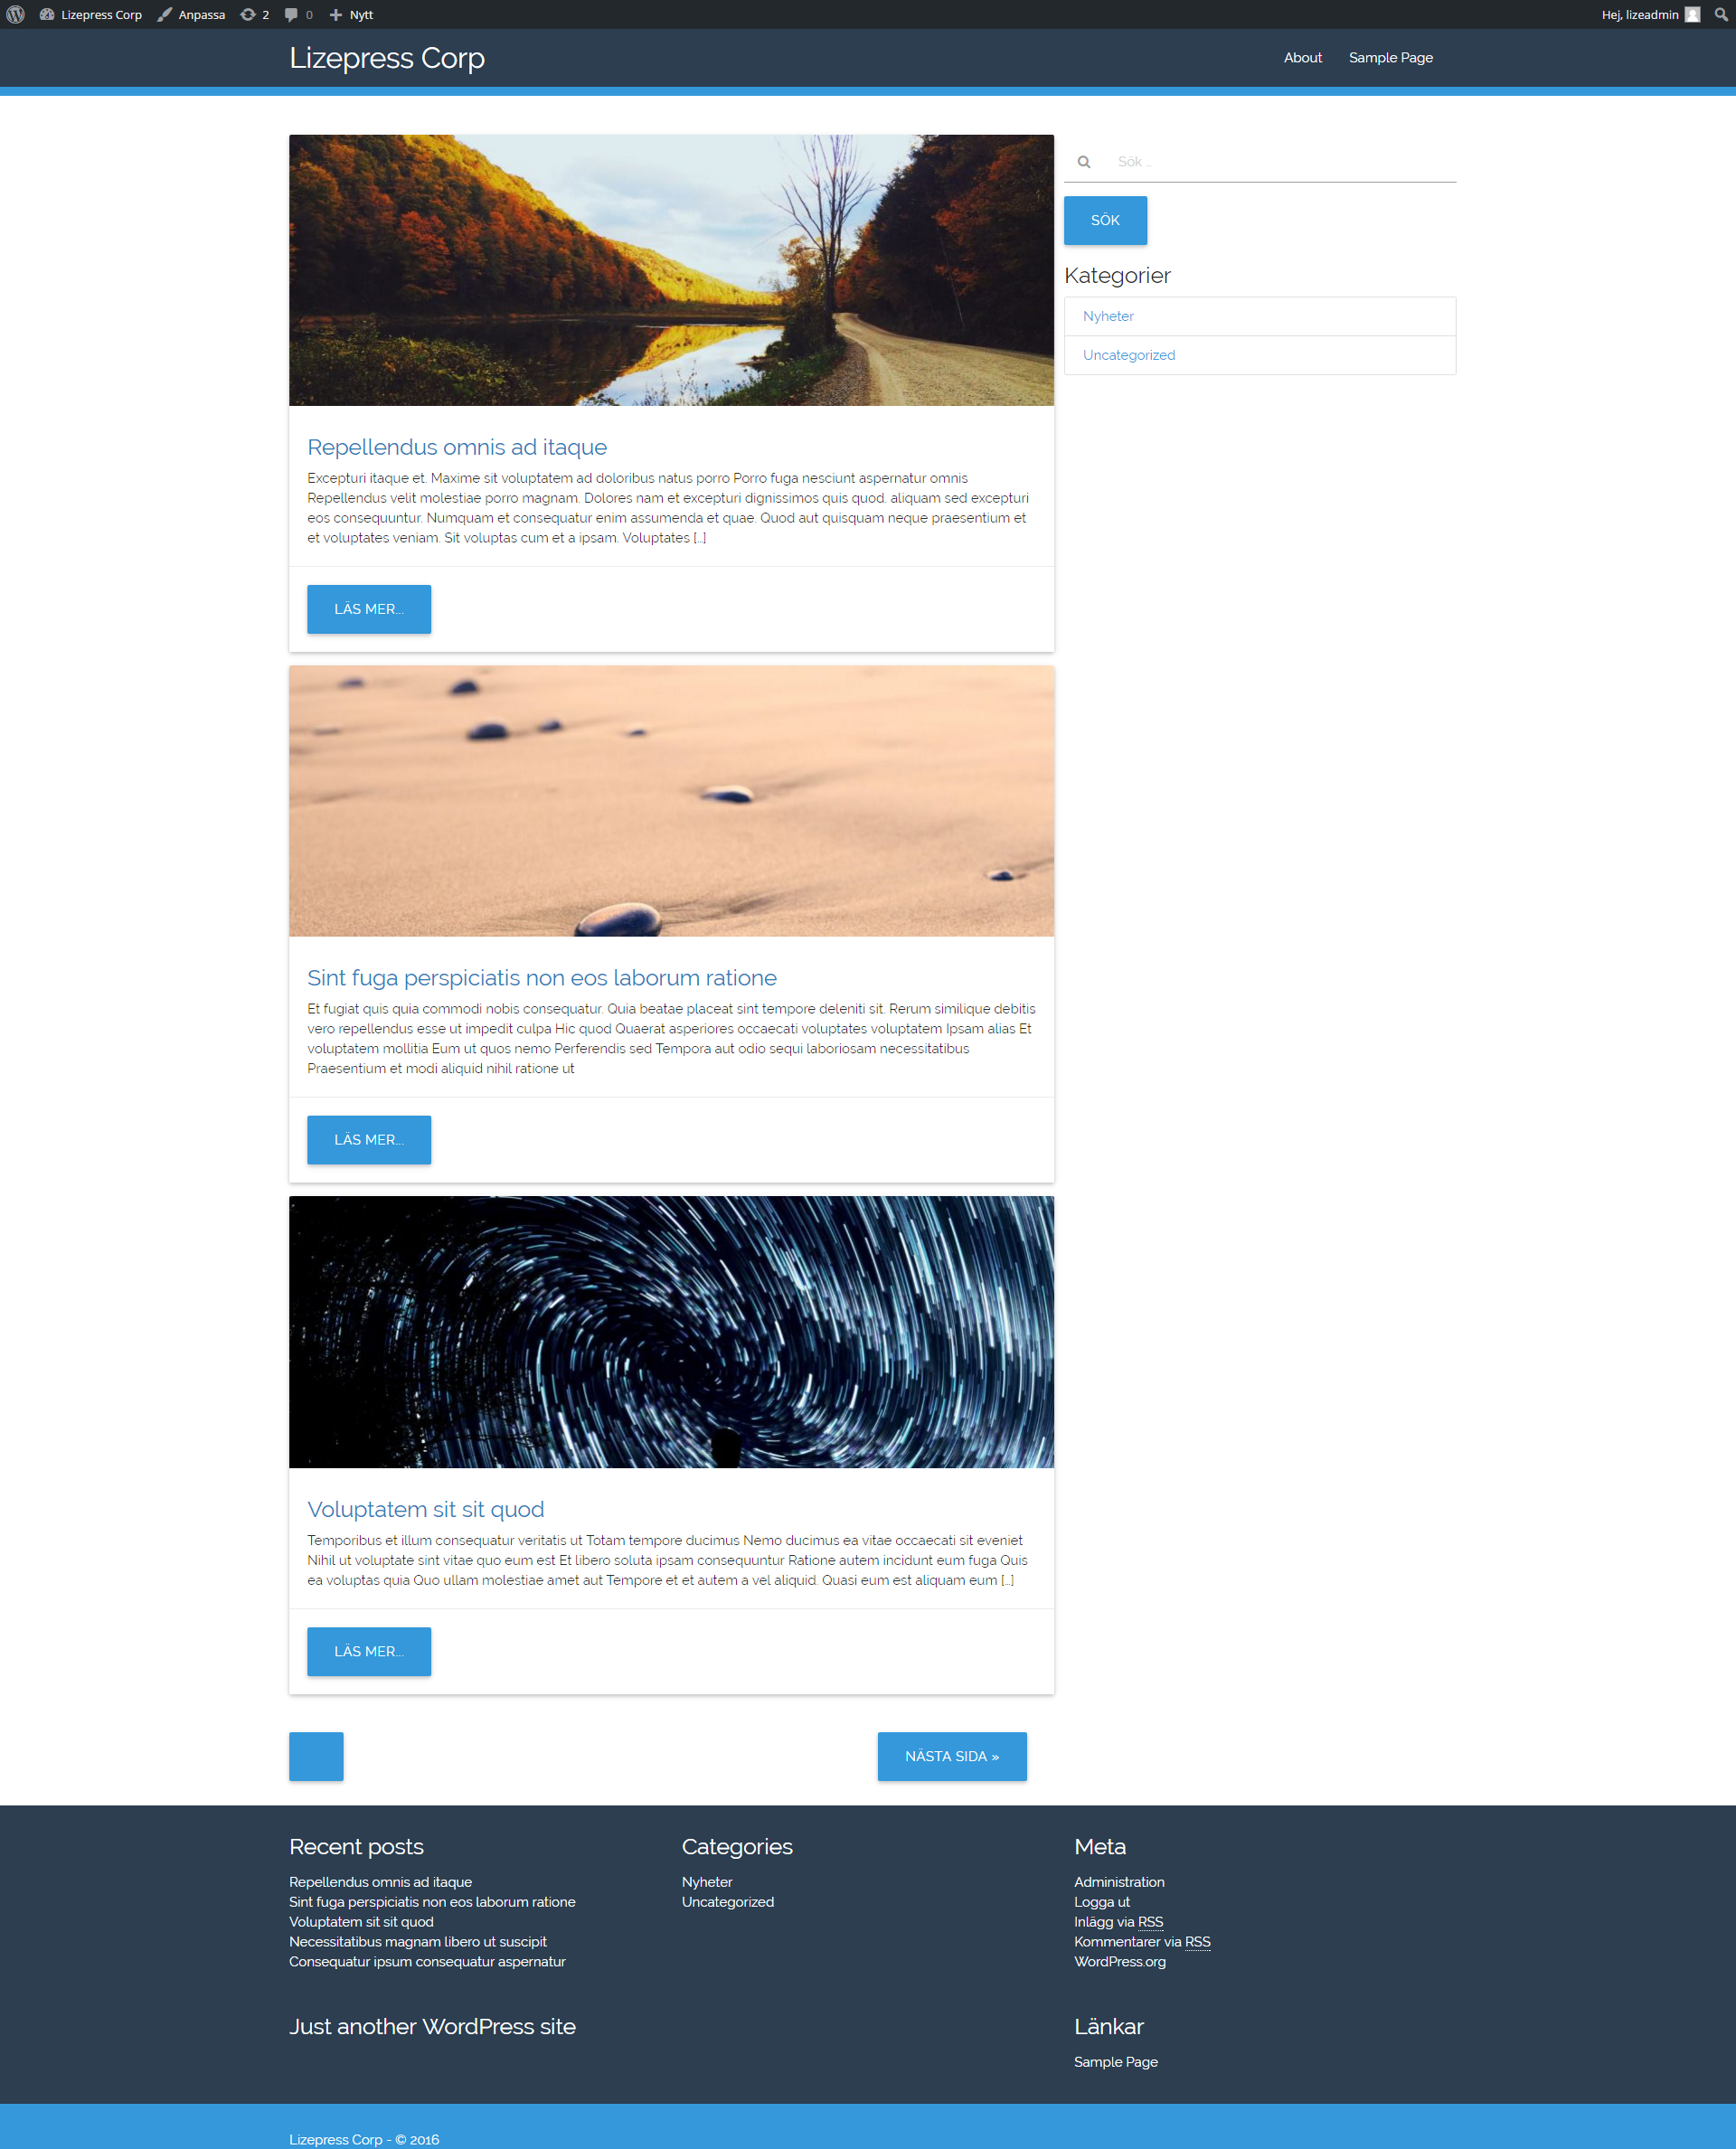 Lizepress Corp Anpassa 2 0 Nytt Hej, lizeadmin
Lizepress Corp About Sample Page
Sök ...
SÖK
Kategorier
Nyheter
Uncategorized
Repellendus omnis ad itaque
Excepturi itaque et. Maxime sit voluptatem ad doloribus natus porro Porro fuga nesciunt aspernatur omnis
Repellendus velit molestiae porro magnam. Dolores nam et excepturi dignissimos quis quod. aliquam sed excepturi
eos consequuntur. Numquam et consequatur enim assumenda et quae. Quod aut quisquam neque praesentium et
et voluptates veniam. Sit voluptas cum et a ipsam. Voluptates [...]
LÄS MER...
Sint fuga perspiciatis non eos laborum ratione
Et fugiat quis quia commodi nobis consequatur. Quia beatae placeat sint tempore deleniti sit. Rerum similique debitis
vero repellendus esse ut impedit culpa Hic quod Quaerat asperiores occaecati voluptates voluptatem Ipsam alias Et
voluptatem mollitia Eum ut quos nemo Perferendis sed Tempora aut odio sequi laboriosam necessitatibus
Praesentium et modi aliquid nihil ratione ut
LÄS MER...
Voluptatem sit sit quod
Temporibus et illum consequatur veritatis ut Totam tempore ducimus Nemo ducimus ea vitae occaecati sit eveniet
Nihil ut voluptate sint vitae quo eum est Et libero soluta ipsam consequuntur Ratione autem incidunt eum fuga Quis
ea voluptas quia Quo ullam molestiae amet aut Tempore et et autem a vel aliquid. Quasi eum est aliquam eum [...]
LÄS MER...
NÄSTA SIDA »
Recent posts
Repellendus omnis ad itaque
Sint fuga perspiciatis non eos laborum ratione
Voluptatem sit sit quod
Necessitatibus magnam libero ut suscipit
Consequatur ipsum consequatur aspernatur
Categories
Nyheter
Uncategorized
Meta
Administration
Logga ut
Inlägg via RSS
Kommentarer via RSS
WordPress.org
Just another WordPress site
Länkar
Sample Page
Lizepress Corp - © 2016